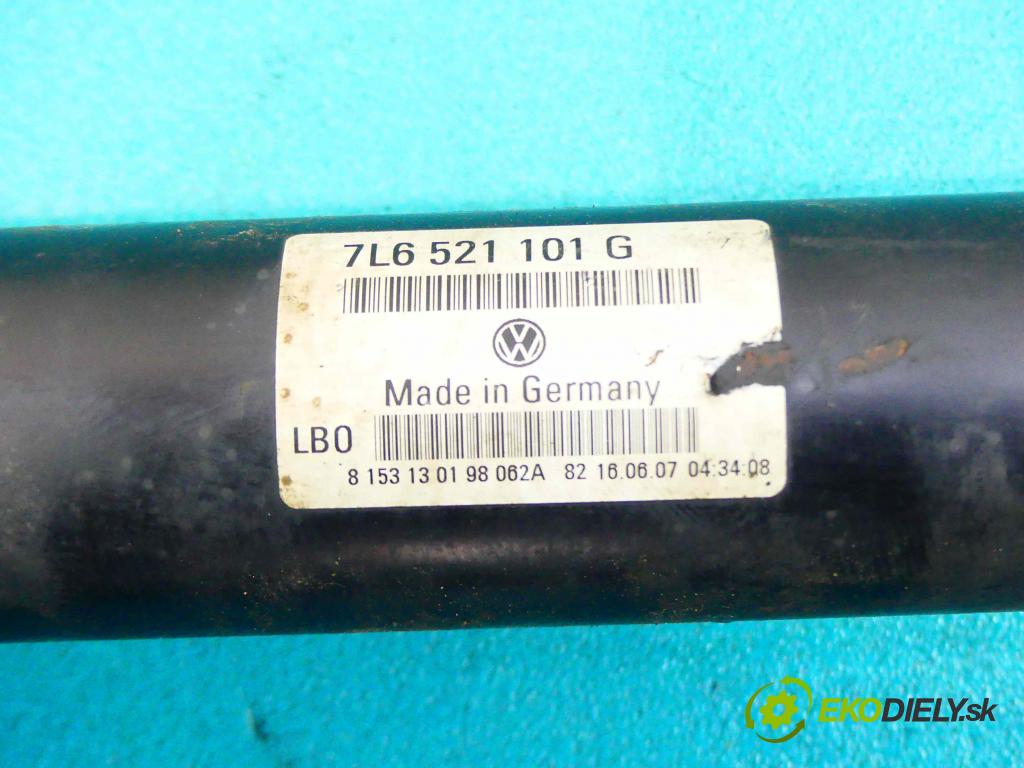 7L6 521 101 G
Made in Germany
LB0
8 153 13 01 98 062A 82 16.06.07 04:34:08
EKODIELY.sk